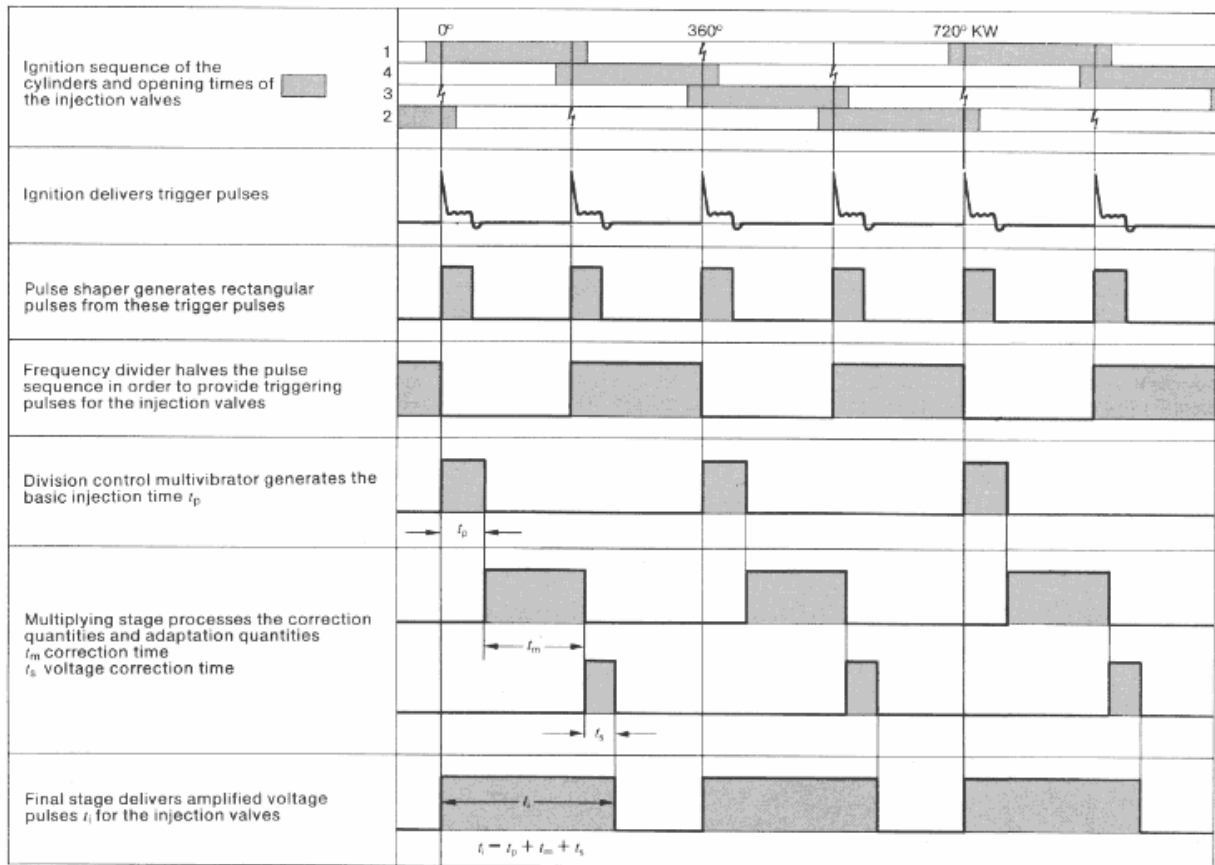 0° 360° 720° KW
Ignition sequence of the
cylinders and opening times of
the injection valves
1
4
3
2
Ignition delivers trigger pulses
Pulse shaper generates rectangular
pulses from these trigger pulses
Frequency divider halves the pulse
sequence in order to provide triggering
pulses for the injection valves
Division control multivibrator generates the
basic injection time tp
tp
Multiplying stage processes the correction
quantities and adaptation quantities
tm correction time
ts voltage correction time
tm
ts
Final stage delivers amplified voltage
pulses ti for the injection valves
ti
ti = tp + tm + ts